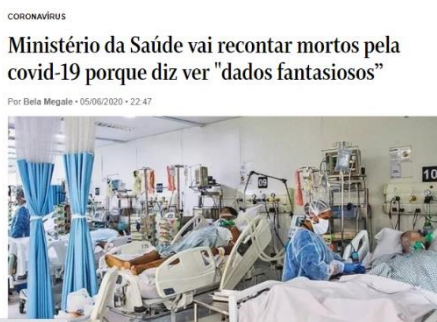 CORONAVÍRUS
Ministério da Saúde vai recontar mortos pela
covid-19 porque diz ver "dados fantasiosos”
Por Bela Megale • 05/06/2020 • 22:47
09
10